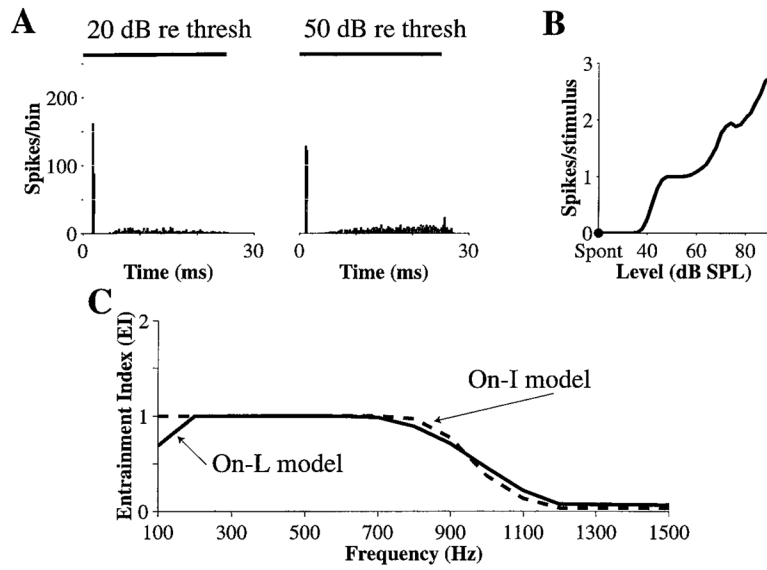 A
20 dB re thresh
50 dB re thresh
Spikes/bin
200
100
0
30
Time (ms)
0
30
Time (ms)
B
Spikes/stimulus
3
2
1
0
Spont
40
60
80
Level (dB SPL)
C
Entrainment Index (EI)
2
1
0
On-I model
On-L model
100
300
500
700
900
1100
1300
1500
Frequency (Hz)